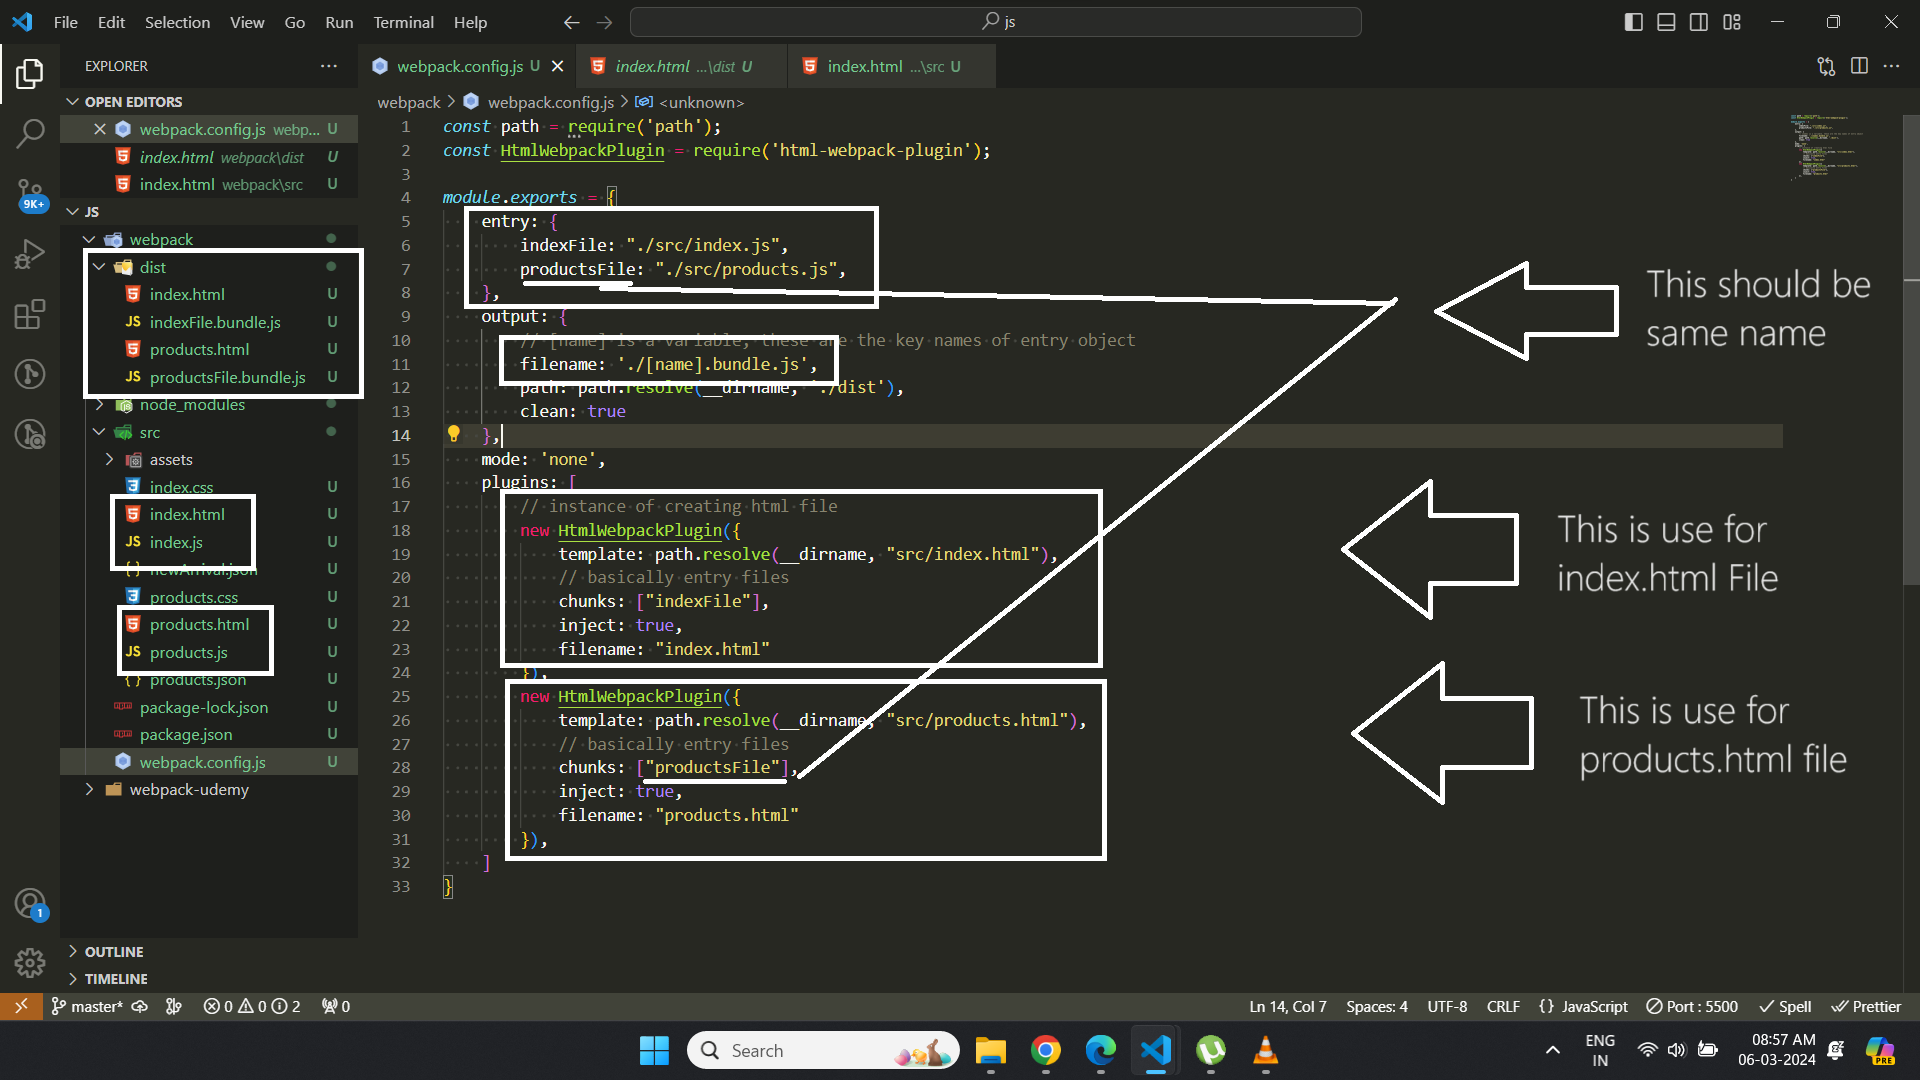 File Edit Selection View Go Run Terminal Help
js
EXPLORER
OPEN EDITORS
webpack.config.js webp... U
index.html webpack\dist U
index.html webpack\src U
JS
webpack
dist
index.html U
indexFile.bundle.js U
products.html U
productsFile.bundle.js U
node_modules
src
assets
index.css U
index.html U
index.js U
newArrival.json U
products.css U
products.html U
products.js U
products.json U
package-lock.json U
package.json U
webpack.config.js U
webpack-udemy
OUTLINE
TIMELINE
9K+
1
webpack.config.js U
index.html ...\dist U
index.html ...\src U
webpack > webpack.config.js > <unknown>
1 const path = require('path');
2 const HtmlWebpackPlugin = require('html-webpack-plugin');
3
4 module.exports = {
5 entry: {
6 indexFile: "./src/index.js",
7 productsFile: "./src/products.js",
8 },
9 output: {
10 // [name] is a variable, these are the key names of entry object
11 filename: './[name].bundle.js',
12 path: path.resolve(__dirname, './dist'),
13 clean: true
14 },
15 mode: 'none',
16 plugins: [
17 // instance of creating html file
18 new HtmlWebpackPlugin({
19 template: path.resolve(__dirname, "src/index.html"),
20 // basically entry files
21 chunks: ["indexFile"],
22 inject: true,
23 filename: "index.html"
24 }),
25 new HtmlWebpackPlugin({
26 template: path.resolve(__dirname, "src/products.html"),
27 // basically entry files
28 chunks: ["productsFile"],
29 inject: true,
30 filename: "products.html"
31 }),
32 ]
33 }
This should be
same name
This is use for
index.html File
This is use for
products.html file
master* 0 0 2 0
Ln 14, Col 7 Spaces: 4 UTF-8 CRLF {} JavaScript Port : 5500 Spell Prettier
Search
ENG
IN
08:57 AM
06-03-2024
PRE